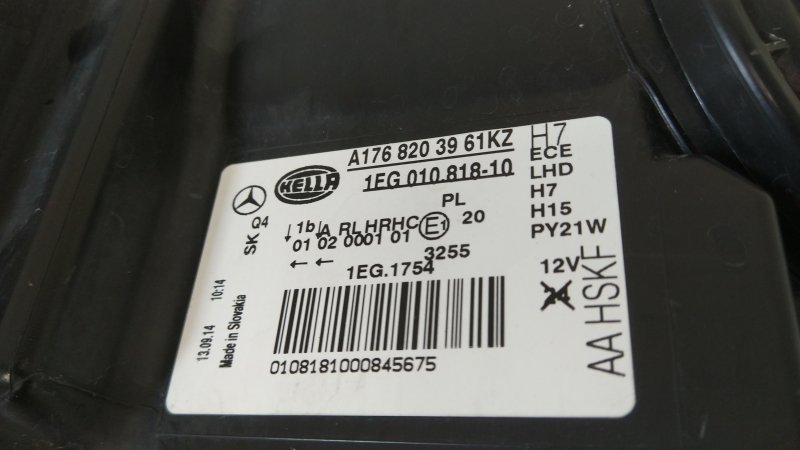 A176 820 39 61KZ
HELLA
1EG 010.818-10
H7
ECE
LHD
H7
H15
PY21W
12V
AA HSKF
SK Q4
PL
1b A RLHRHC E1 20
01 02 0001 01
3255
← ←
1EG.1754
0108181000845675
13.09.14 10:14
Made in Slovakia